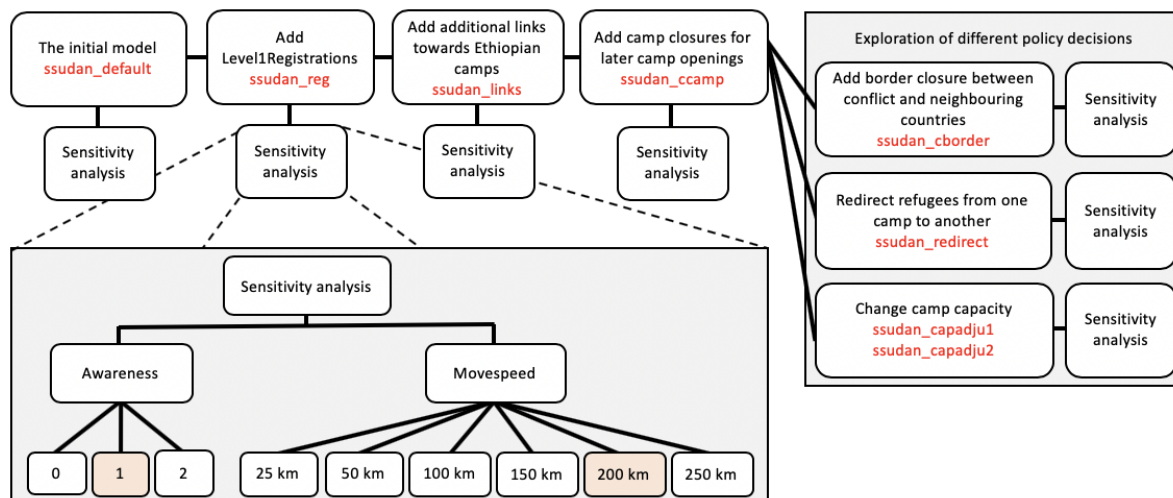 The initial model
ssudan_default
Add
Level1Registrations
ssudan_reg
Add additional links
towards Ethiopian
camps
ssudan_links
Add camp closures for
later camp openings
ssudan_ccamp
Sensitivity
analysis
Sensitivity
analysis
Sensitivity
analysis
Sensitivity
analysis
Exploration of different policy decisions
Add border closure between
conflict and neighbouring
countries
ssudan_cborder
Sensitivity
analysis
Redirect refugees from one
camp to another
ssudan_redirect
Sensitivity
analysis
Change camp capacity
ssudan_capadju1
ssudan_capadju2
Sensitivity
analysis
Sensitivity analysis
Awareness
Movespeed
0
1
2
25 km
50 km
100 km
150 km
200 km
250 km